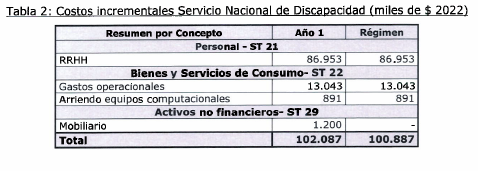 Tabla 2: Costos incrementales Servicio Nacional de Discapacidad (miles de $ 2022)
Resumen por Concepto Año 1 Régimen
Personal - ST 21
RRHH 86.953 86.953
Bienes y Servicios de Consumo- ST 22
Gastos operacionales 13.043 13.043
Arriendo equipos computacionales 891 891
Activos no financieros- ST 29
Mobiliario 1.200 -
Total 102.087 100.887